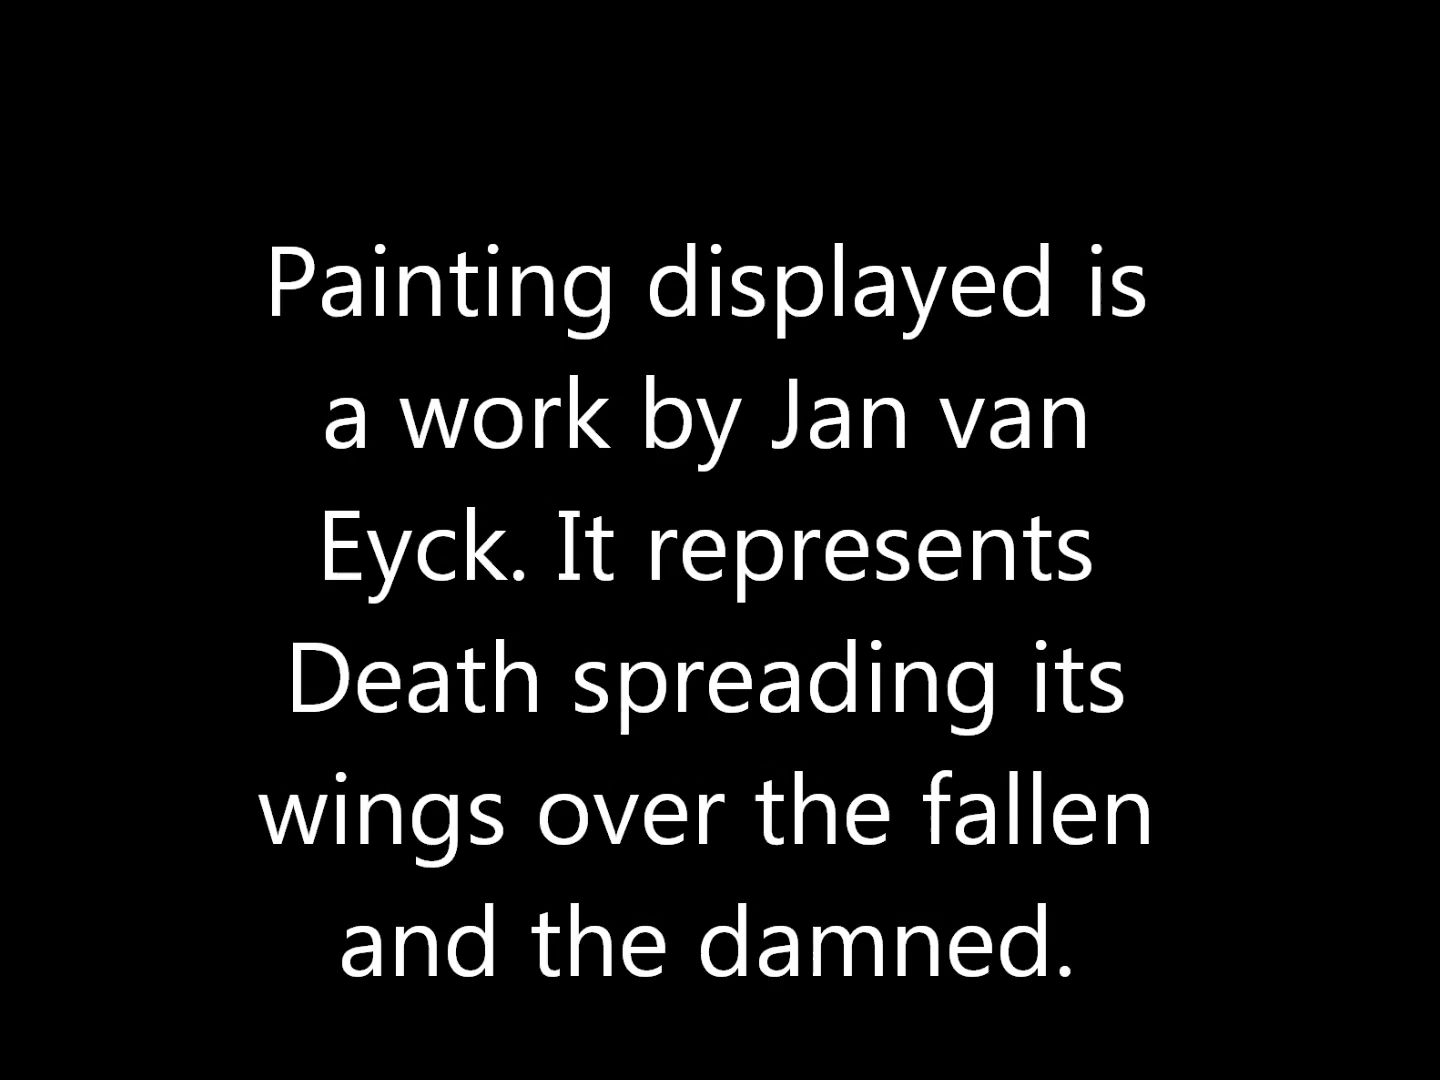 Painting displayed is
a work by Jan van
Eyck. It represents
Death spreading its
wings over the fallen
and the damned.